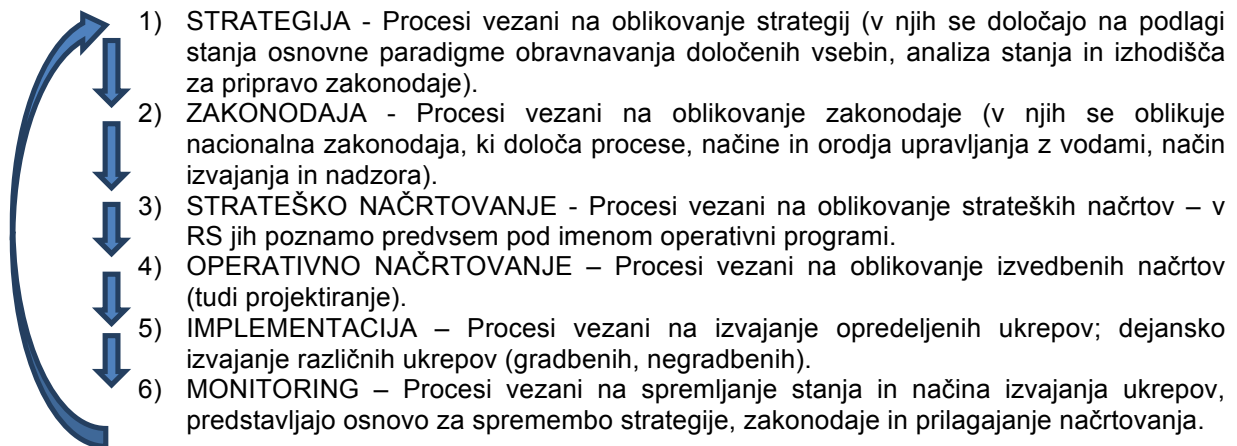 1) STRATEGIJA - Procesi vezani na oblikovanje strategij (v njih se določajo na podlagi
stanja osnovne paradigme obravnavanja določenih vsebin, analiza stanja in izhodišča
za pripravo zakonodaje).
2) ZAKONODAJA - Procesi vezani na oblikovanje zakonodaje (v njih se oblikuje
nacionalna zakonodaja, ki določa procese, načine in orodja upravljanja z vodami, način
izvajanja in nadzora).
3) STRATEŠKO NAČRTOVANJE - Procesi vezani na oblikovanje strateških načrtov – v
RS jih poznamo predvsem pod imenom operativni programi.
4) OPERATIVNO NAČRTOVANJE – Procesi vezani na oblikovanje izvedbenih načrtov
(tudi projektiranje).
5) IMPLEMENTACIJA – Procesi vezani na izvajanje opredeljenih ukrepov; dejansko
izvajanje različnih ukrepov (gradbenih, negradbenih).
6) MONITORING – Procesi vezani na spremljanje stanja in načina izvajanja ukrepov,
predstavljajo osnovo za spremembo strategije, zakonodaje in prilagajanje načrtovanja.